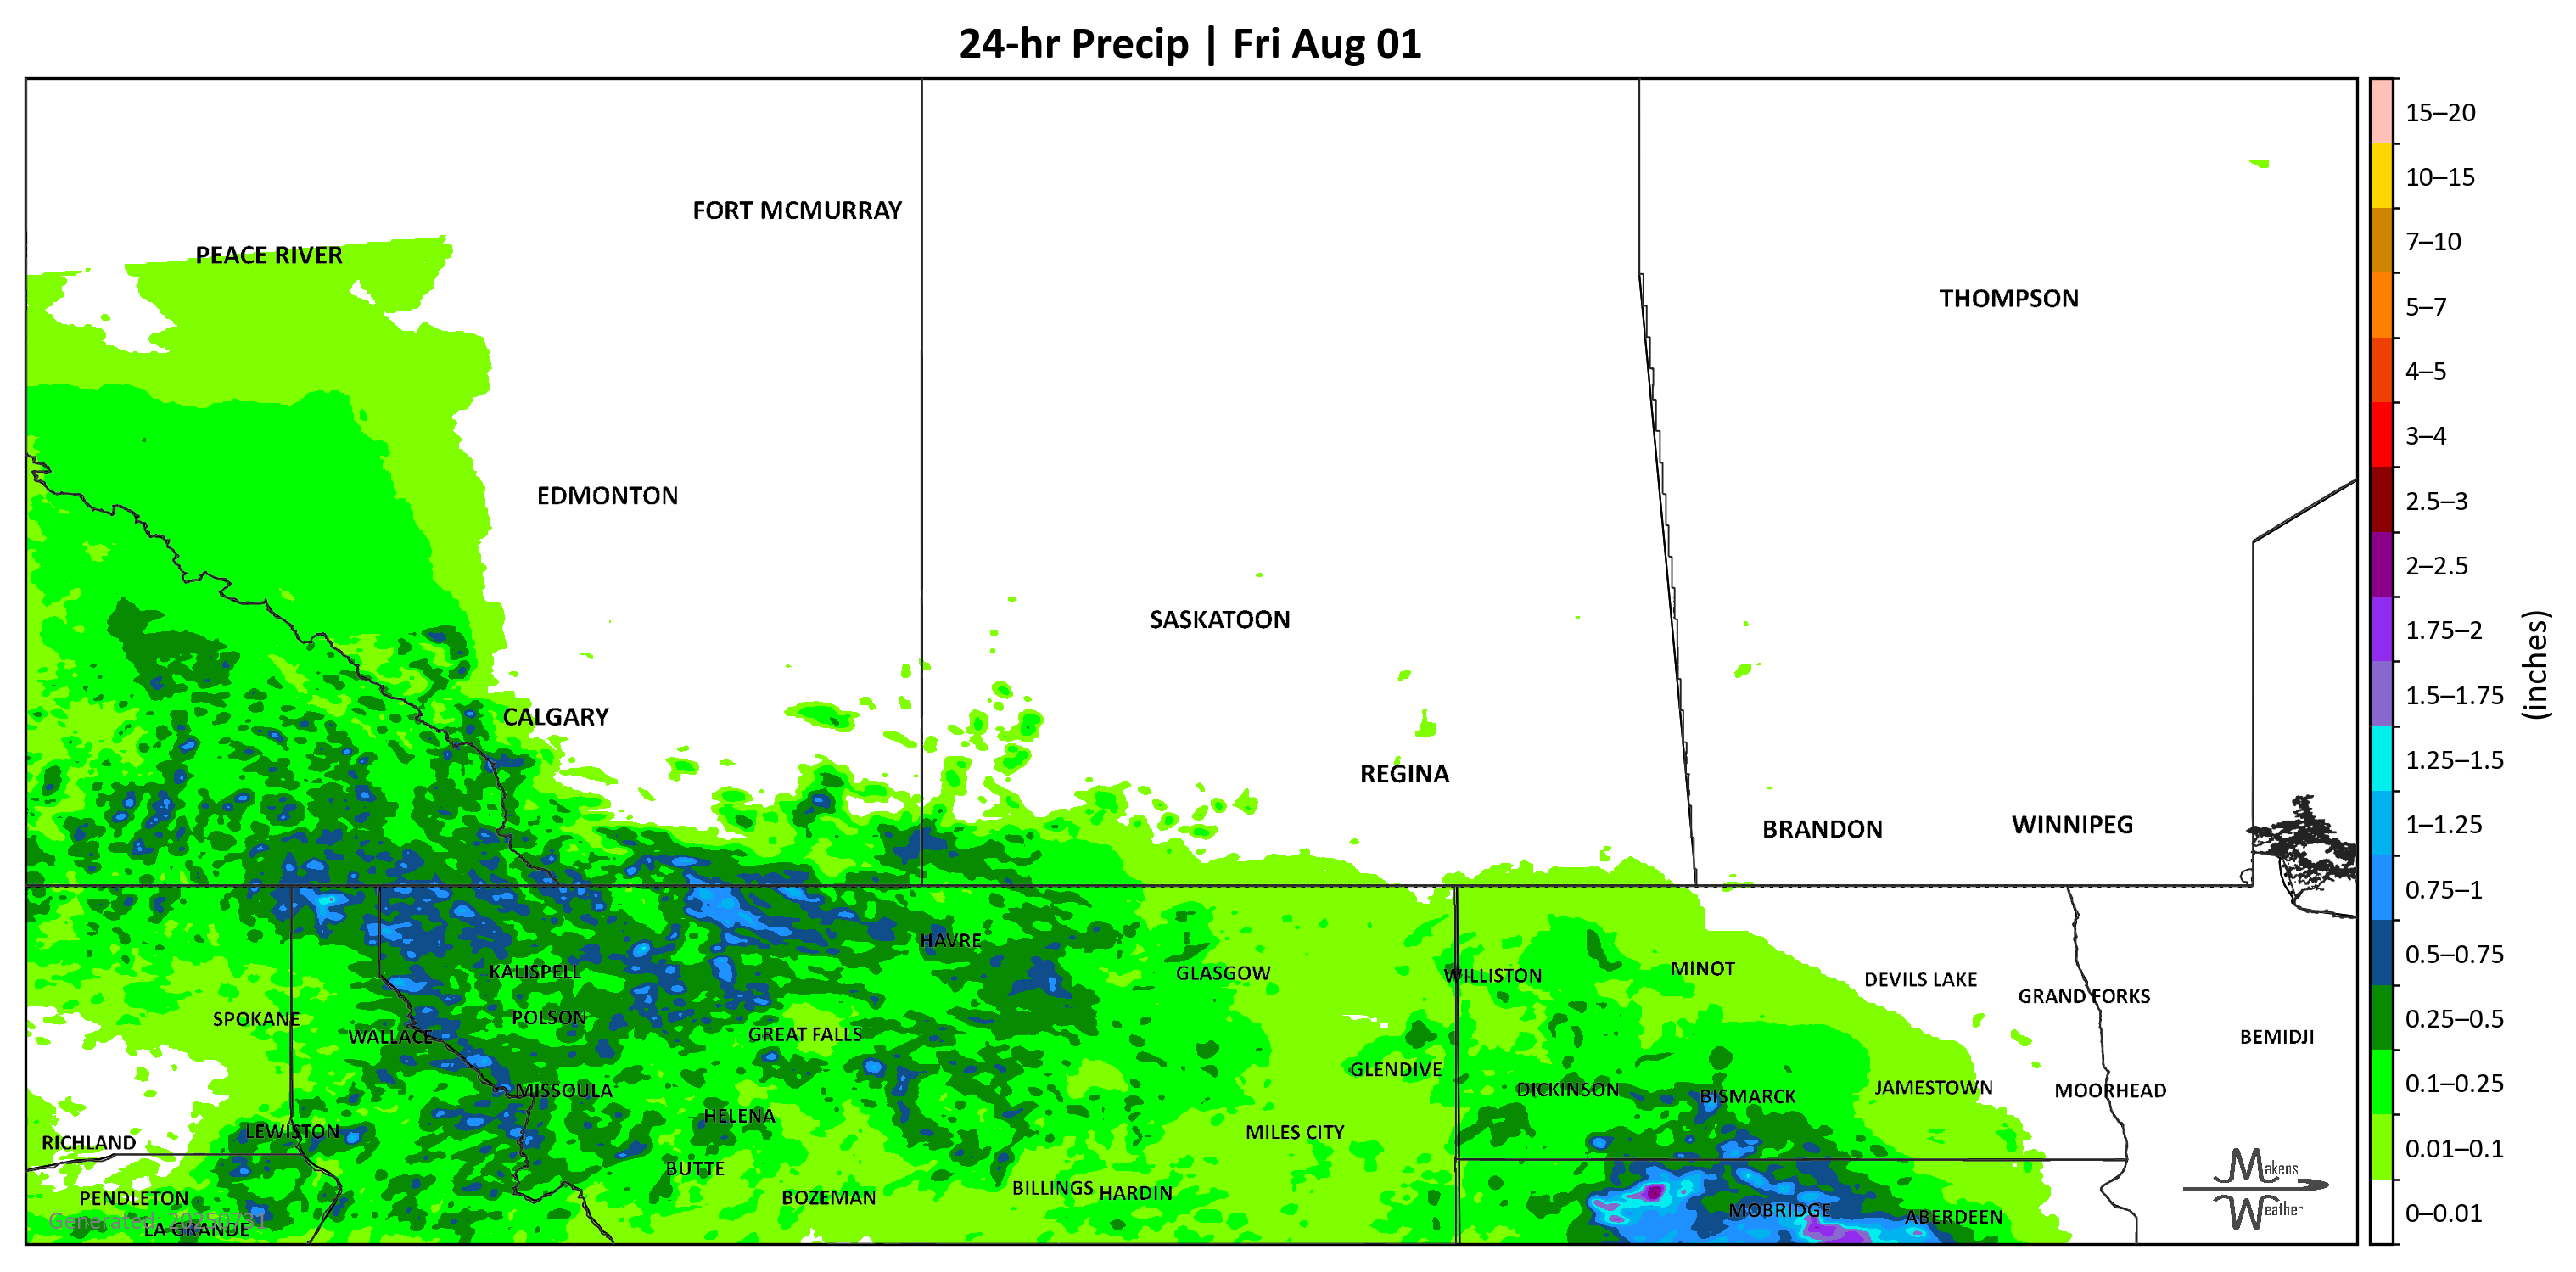 24-hr Precip | Fri Aug 01
FORT MCMURRAY
PEACE RIVER
THOMPSON
EDMONTON
SASKATOON
CALGARY
REGINA
BRANDON
WINNIPEG
HAVRE
KALISPELL
GLASGOW
WILLISTON
MINOT
DEVILS LAKE
GRAND FORKS
SPOKANE
POLSON
WALLACE
GREAT FALLS
BEMIDJI
GLENDIVE
MISSOULA
DICKINSON
BISMARCK
JAMESTOWN
MOORHEAD
HELENA
LEWISTON
MILES CITY
RICHLAND
BUTTE
PENDLETON
BOZEMAN
BILLINGS
HARDIN
MOBRIDGE
ABERDEEN
Generated: 20250731
LA GRANDE
Makens
Weather
15–20
10–15
7–10
5–7
4–5
3–4
2.5–3
2–2.5
1.75–2
1.5–1.75
1.25–1.5
1–1.25
0.75–1
0.5–0.75
0.25–0.5
0.1–0.25
0.01–0.1
0–0.01
(inches)